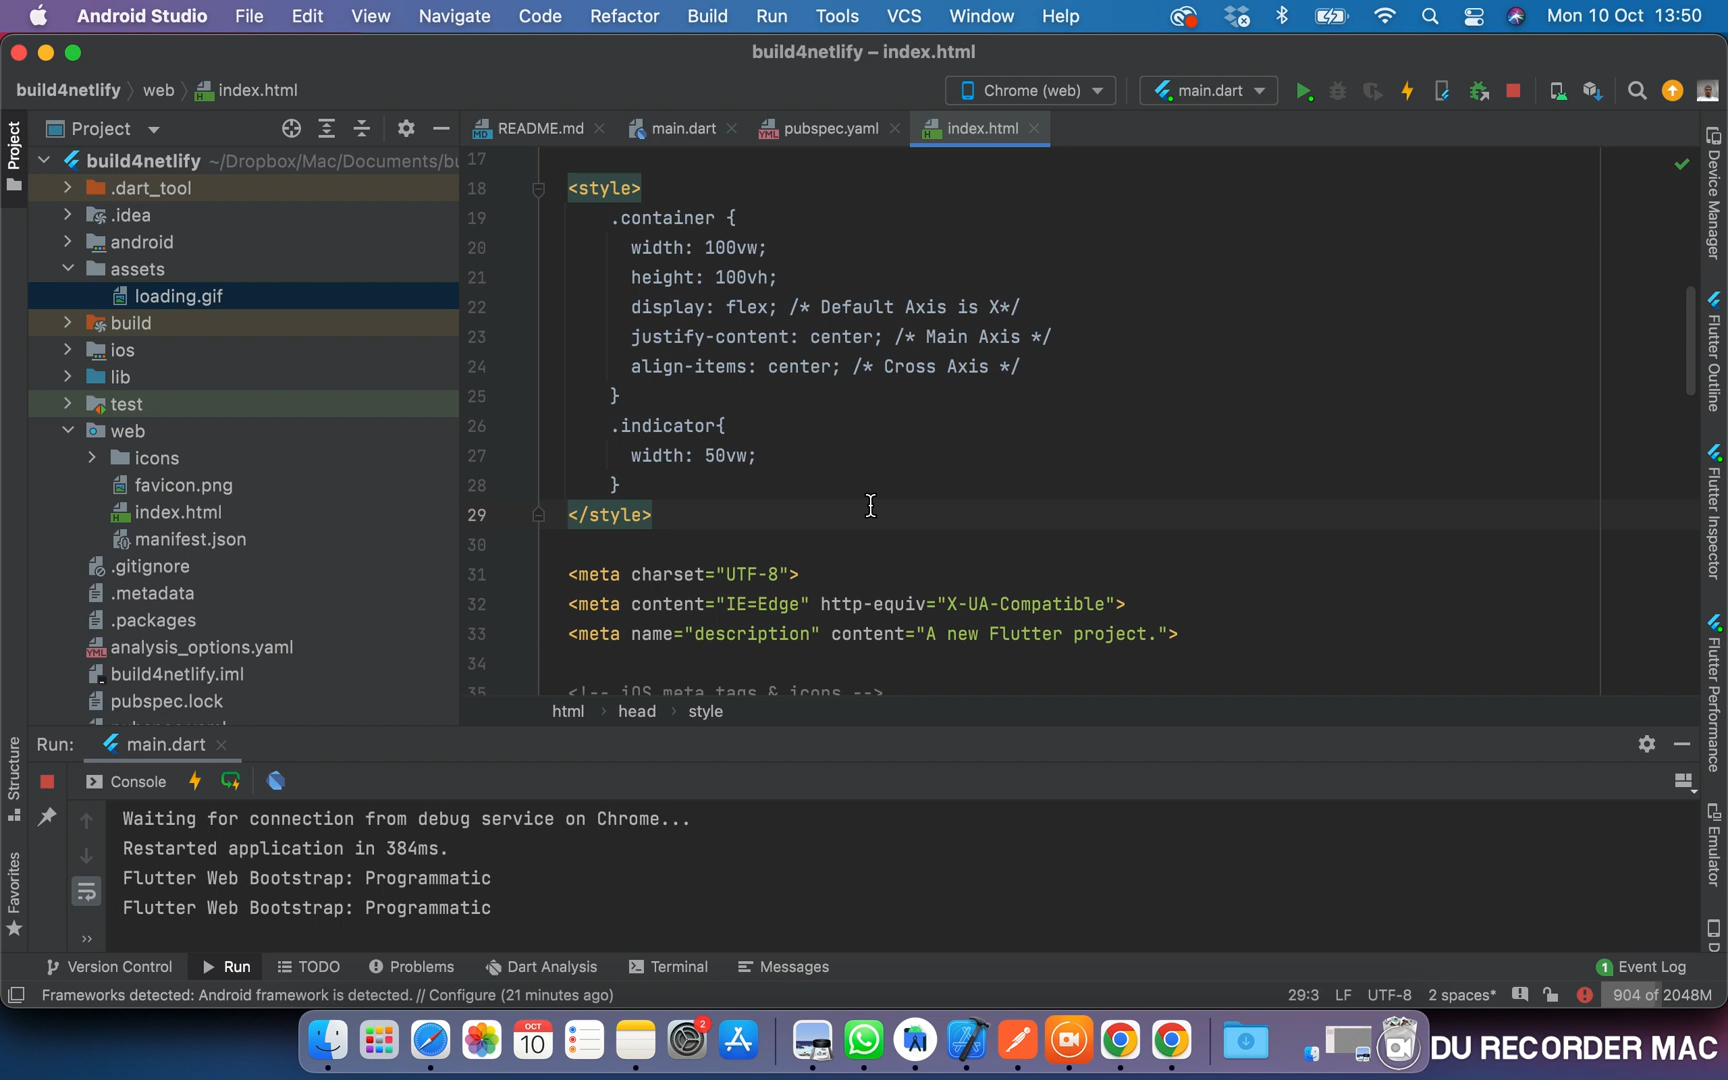 Android Studio File Edit View Navigate Code Refactor Build Run Tools VCS Window Help Mon 10 Oct 13:50
build4netlify – index.html
build4netlify web index.html Chrome (web) main.dart
Project README.md main.dart pubspec.yaml index.html
build4netlify ~/Dropbox/Mac/Documents/bu
.dart_tool
.idea
android
assets
loading.gif
build
ios
lib
test
web
icons
favicon.png
index.html
manifest.json
.gitignore
.metadata
.packages
analysis_options.yaml
build4netlify.iml
pubspec.lock
17
18 <style>
19 .container {
20 width: 100vw;
21 height: 100vh;
22 display: flex; /* Default Axis is X*/
23 justify-content: center; /* Main Axis */
24 align-items: center; /* Cross Axis */
25 }
26 .indicator{
27 width: 50vw;
28 }
29 </style>
30
31 <meta charset="UTF-8">
32 <meta content="IE=Edge" http-equiv="X-UA-Compatible">
33 <meta name="description" content="A new Flutter project.">
34
35 <!-- iOS meta tags & icons -->
html head style
Project
Structure
Favorites
Device Manager
Flutter Outline
Flutter Inspector
Flutter Performance
Emulator
Run: main.dart
Console
Waiting for connection from debug service on Chrome...
Restarted application in 384ms.
Flutter Web Bootstrap: Programmatic
Flutter Web Bootstrap: Programmatic
Version Control Run TODO Problems Dart Analysis Terminal Messages 1 Event Log
Frameworks detected: Android framework is detected. // Configure (21 minutes ago) 29:3 LF UTF-8 2 spaces* 904 of 2048M
OCT
10
2
DU RECORDER MAC